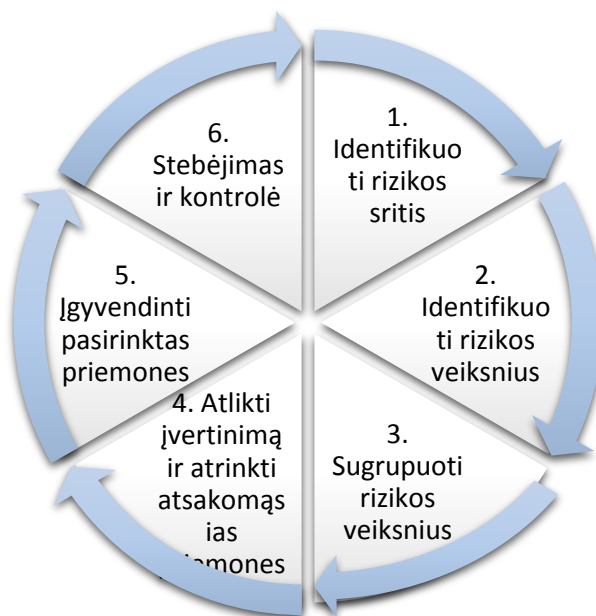 1.
Identifikuo
ti rizikos
sritis
2.
Identifikuo
ti rizikos
veiksnius
3.
Sugrupuoti
rizikos
veiksnius
4. Atlikti
įvertinimą
ir atrinkti
atsakomąs
ias
priemones
5.
Įgyvendinti
pasirinktas
priemones
6.
Stebėjimas
ir kontrolė